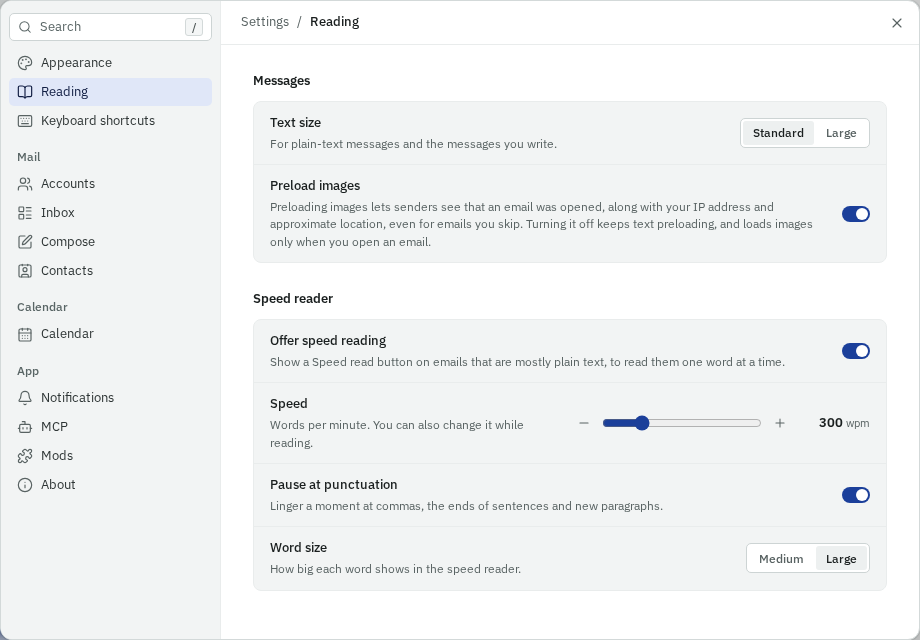 Search /
Appearance
Reading
Keyboard shortcuts
Mail
Accounts
Inbox
Compose
Contacts
Calendar
Calendar
App
Notifications
MCP
Mods
About
Settings / Reading
Messages
Text size
For plain-text messages and the messages you write.
Standard Large
Preload images
Preloading images lets senders see that an email was opened, along with your IP address and
approximate location, even for emails you skip. Turning it off keeps text preloading, and loads images
only when you open an email.
Speed reader
Offer speed reading
Show a Speed read button on emails that are mostly plain text, to read them one word at a time.
Speed
Words per minute. You can also change it while
reading.
300 wpm
Pause at punctuation
Linger a moment at commas, the ends of sentences and new paragraphs.
Word size
How big each word shows in the speed reader.
Medium Large